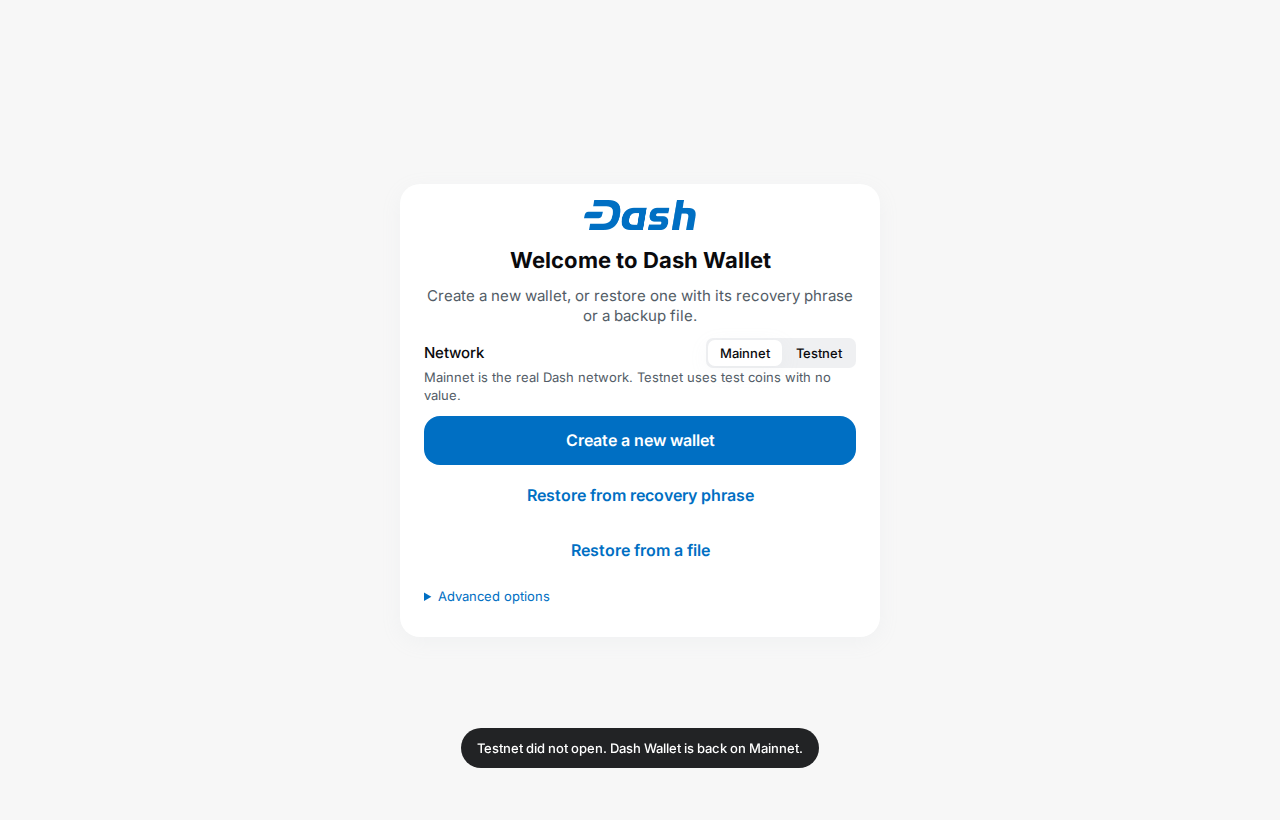 Dash
Welcome to Dash Wallet
Create a new wallet, or restore one with its recovery phrase
or a backup file.
Network
Mainnet
Testnet
Mainnet is the real Dash network. Testnet uses test coins with no
value.
Create a new wallet
Restore from recovery phrase
Restore from a file
Advanced options
Testnet did not open. Dash Wallet is back on Mainnet.